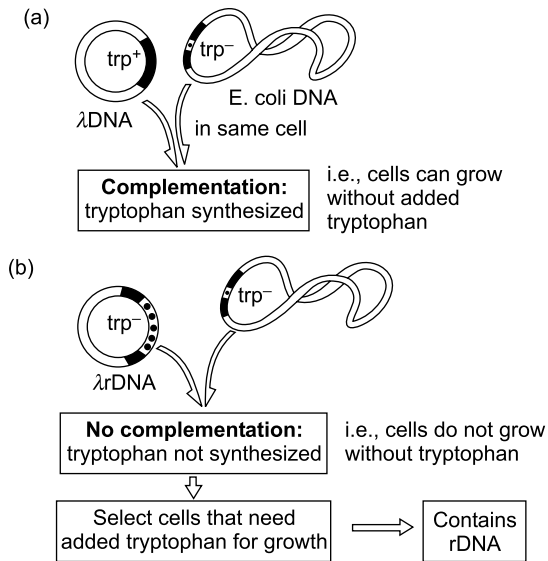 (a)
trp⁺
trp⁻
λDNA
E. coli DNA
in same cell
Complementation:
tryptophan synthesized
i.e., cells can grow
without added
tryptophan
(b)
trp⁻
trp⁻
λrDNA
No complementation:
tryptophan not synthesized
i.e., cells do not grow
without tryptophan
Select cells that need
added tryptophan for growth
Contains
rDNA